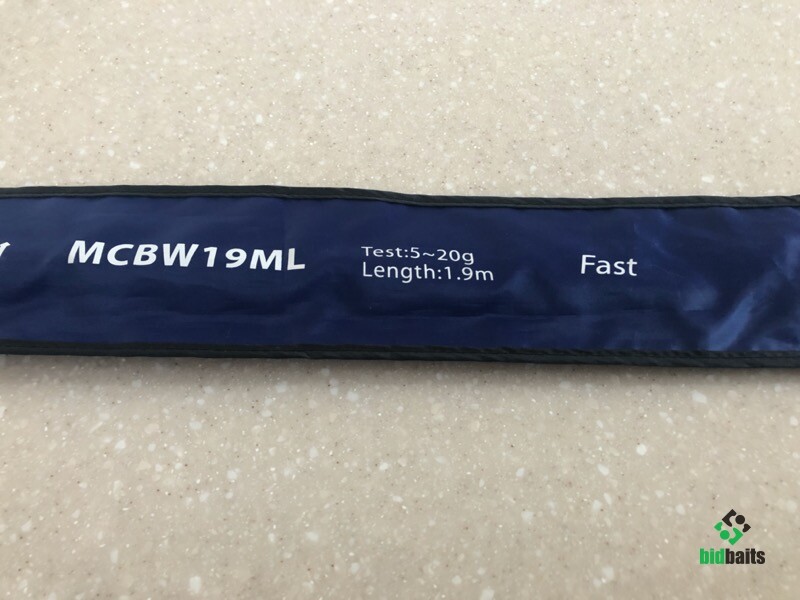 MCBW19ML
Test:5~20g
Length:1.9m
Fast
bidbaits